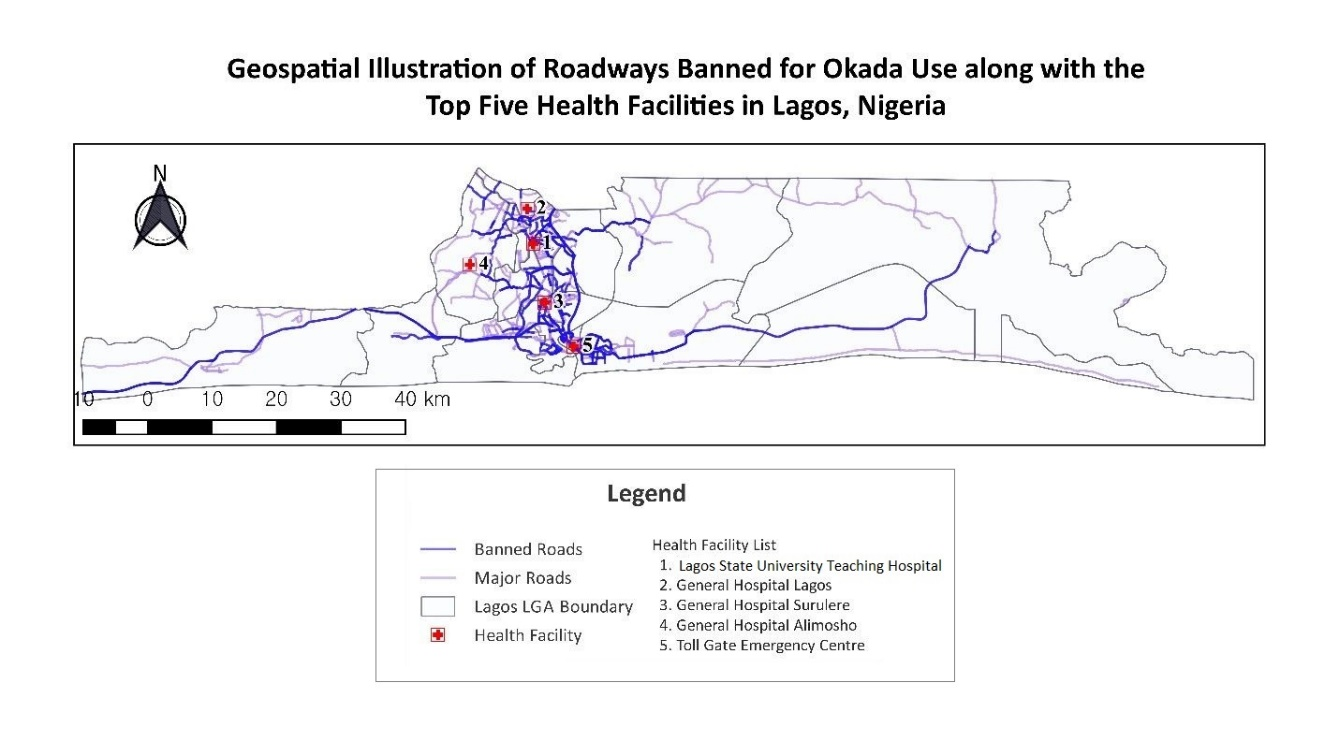 Geospatial Illustration of Roadways Banned for Okada Use along with the
Top Five Health Facilities in Lagos, Nigeria
N
2
1
4
3
5
10 0 10 20 30 40 km
Legend
Banned Roads
Major Roads
Lagos LGA Boundary
Health Facility
Health Facility List
1. Lagos State University Teaching Hospital
2. General Hospital Lagos
3. General Hospital Surulere
4. General Hospital Alimosho
5. Toll Gate Emergency Centre